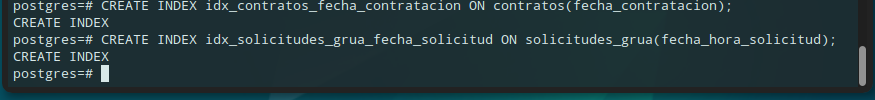 postgres=# CREATE INDEX idx_contratos_fecha_contratacion ON contratos(fecha_contratacion);
CREATE INDEX
postgres=# CREATE INDEX idx_solicitudes_grua_fecha_solicitud ON solicitudes_grua(fecha_hora_solicitud);
CREATE INDEX
postgres=#